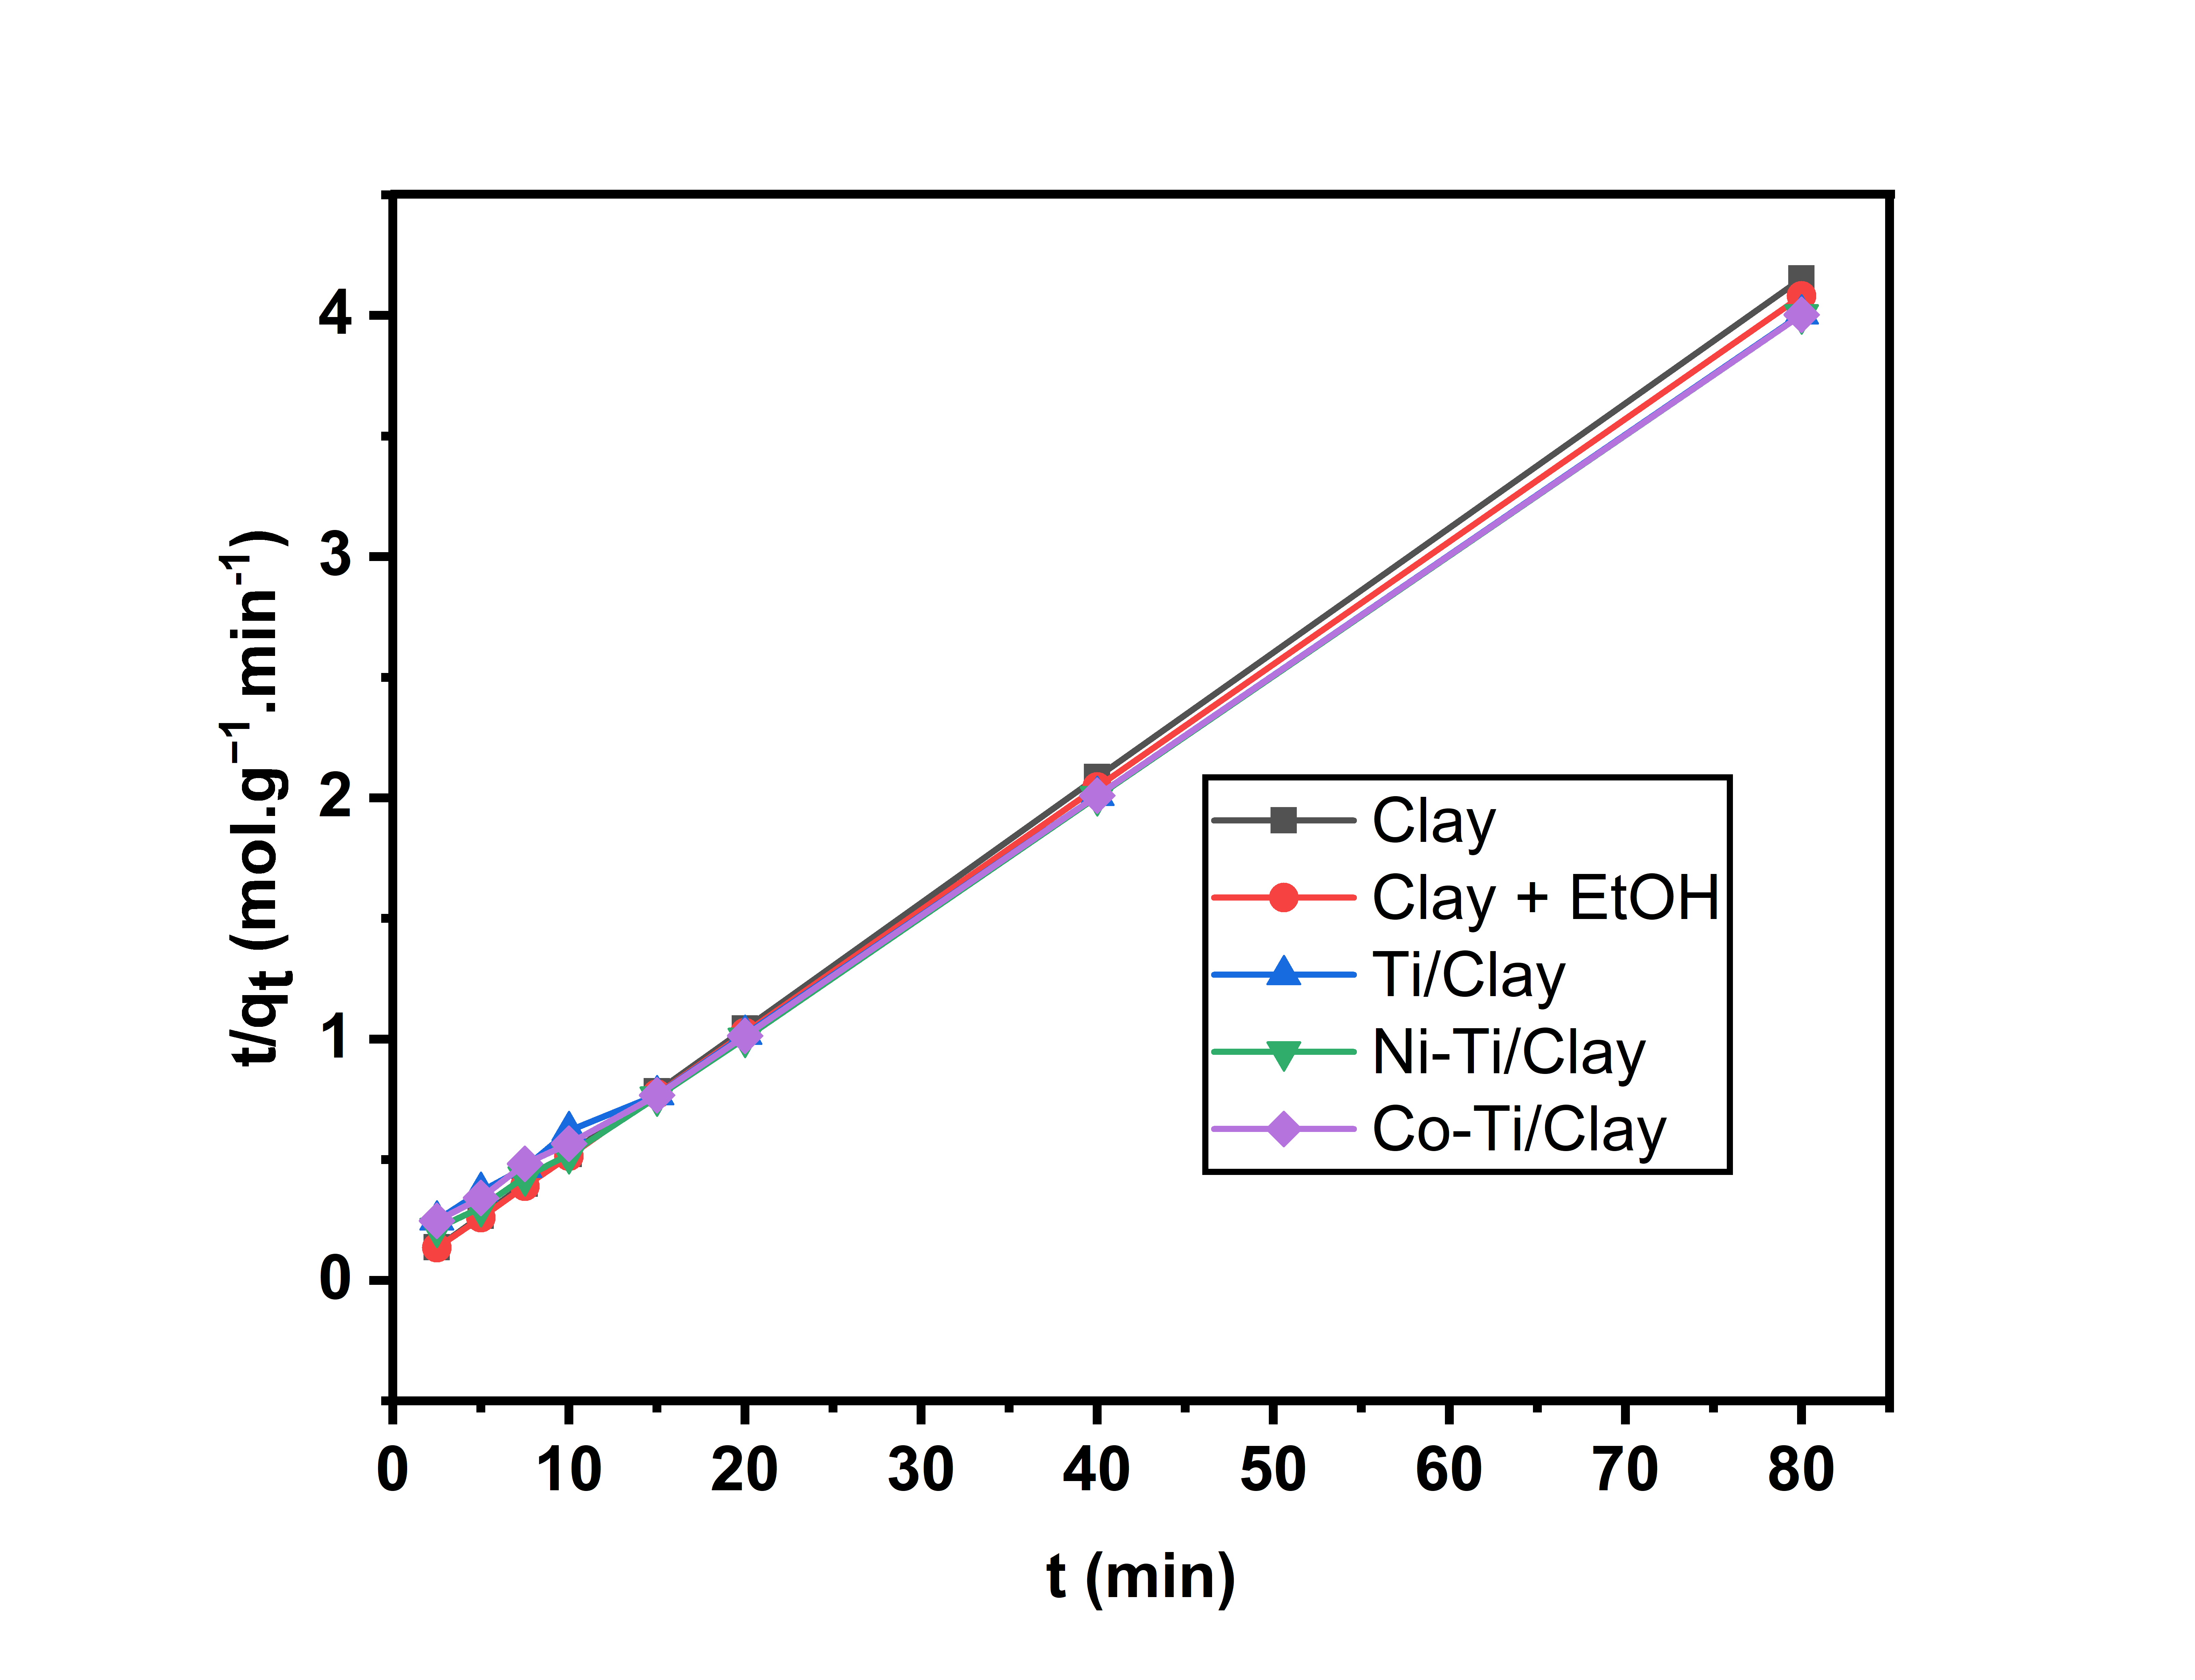 4
3
2
1
0
t/qt (mol.g⁻¹.min⁻¹)
Clay
Clay + EtOH
Ti/Clay
Ni-Ti/Clay
Co-Ti/Clay
0 10 20 30 40 50 60 70 80
t (min)